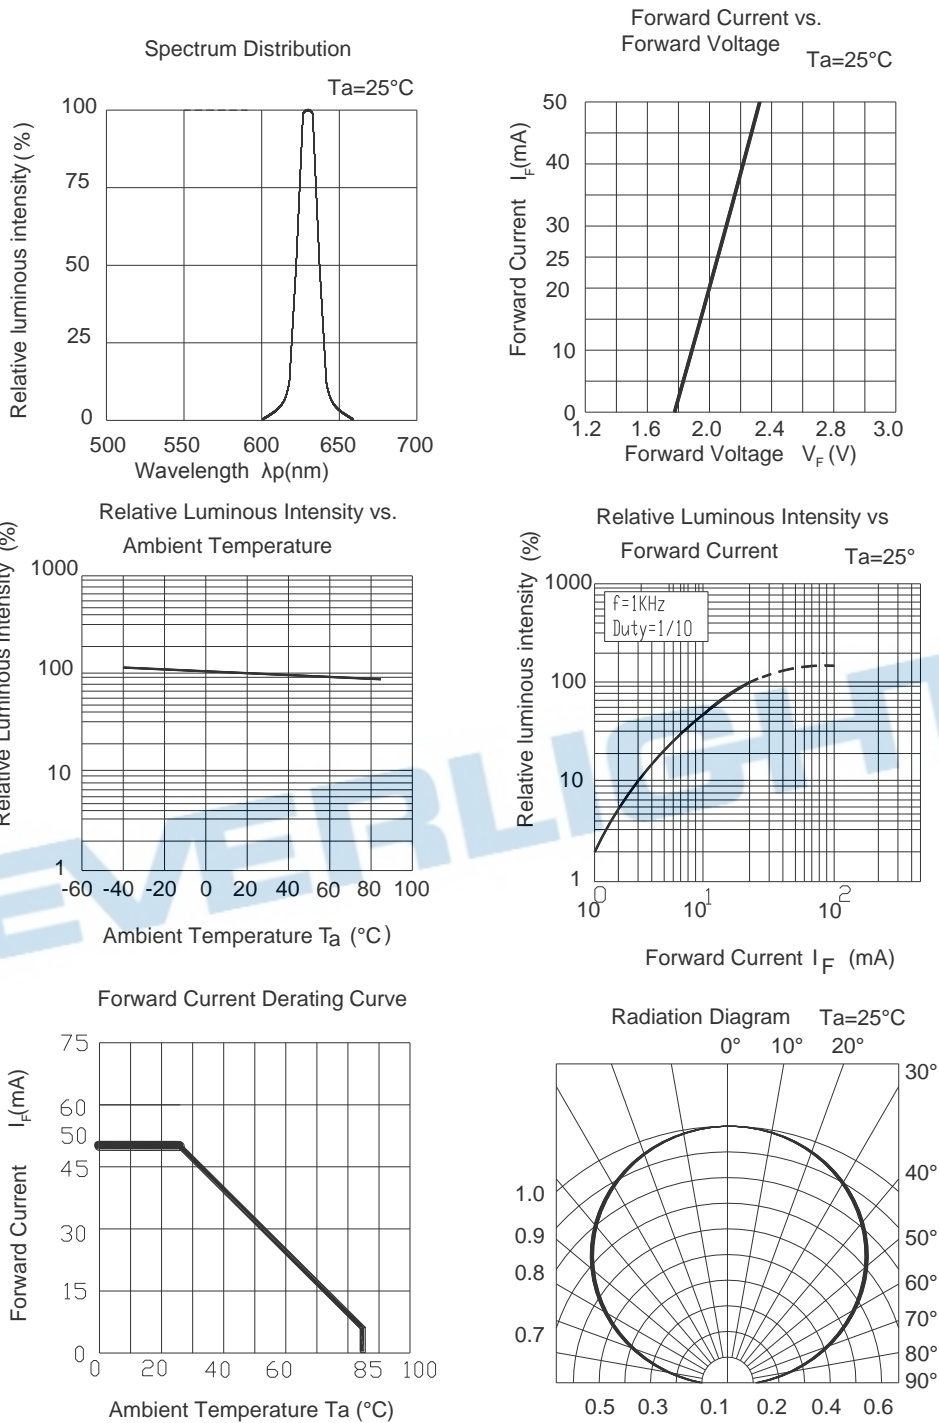 Spectrum Distribution
Ta=25°C
Relative luminous intensity (%)
100
75
50
25
0
500 550 600 650 700
Wavelength λp(nm)
Forward Current vs.
Forward Voltage
Ta=25°C
Forward Current IF(mA)
50
40
30
25
20
10
0
1.2 1.6 2.0 2.4 2.8 3.0
Forward Voltage VF (V)
Relative Luminous Intensity vs.
Ambient Temperature
Relative Luminous Intensity (%)
1000
100
10
1
-60 -40 -20 0 20 40 60 80 100
Ambient Temperature Ta (°C)
Relative Luminous Intensity vs
Forward Current
Ta=25°
Relative luminous intensity (%)
1000
f=1KHz
Duty=1/10
100
10
1
10^0 10^1 10^2
Forward Current IF (mA)
EVERLIGHT
Forward Current Derating Curve
Forward Current IF(mA)
75
60
50
45
30
15
0
0 20 40 60 85 100
Ambient Temperature Ta (°C)
Radiation Diagram Ta=25°C
0° 10° 20°
30°
40°
50°
60°
70°
80°
90°
1.0
0.9
0.8
0.7
0.5 0.3 0.1 0.2 0.4 0.6